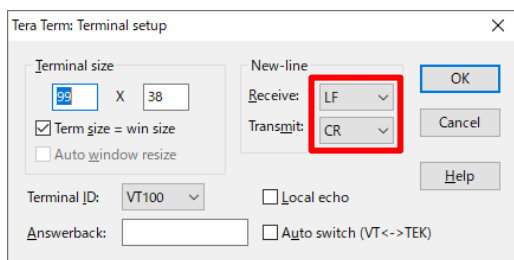 Tera Term: Terminal setup
Terminal size
99 X 38
Term size = win size
Auto window resize
New-line
Receive: LF
Transmit: CR
OK
Cancel
Help
Terminal ID: VT100
Local echo
Answerback:
Auto switch (VT<->TEK)